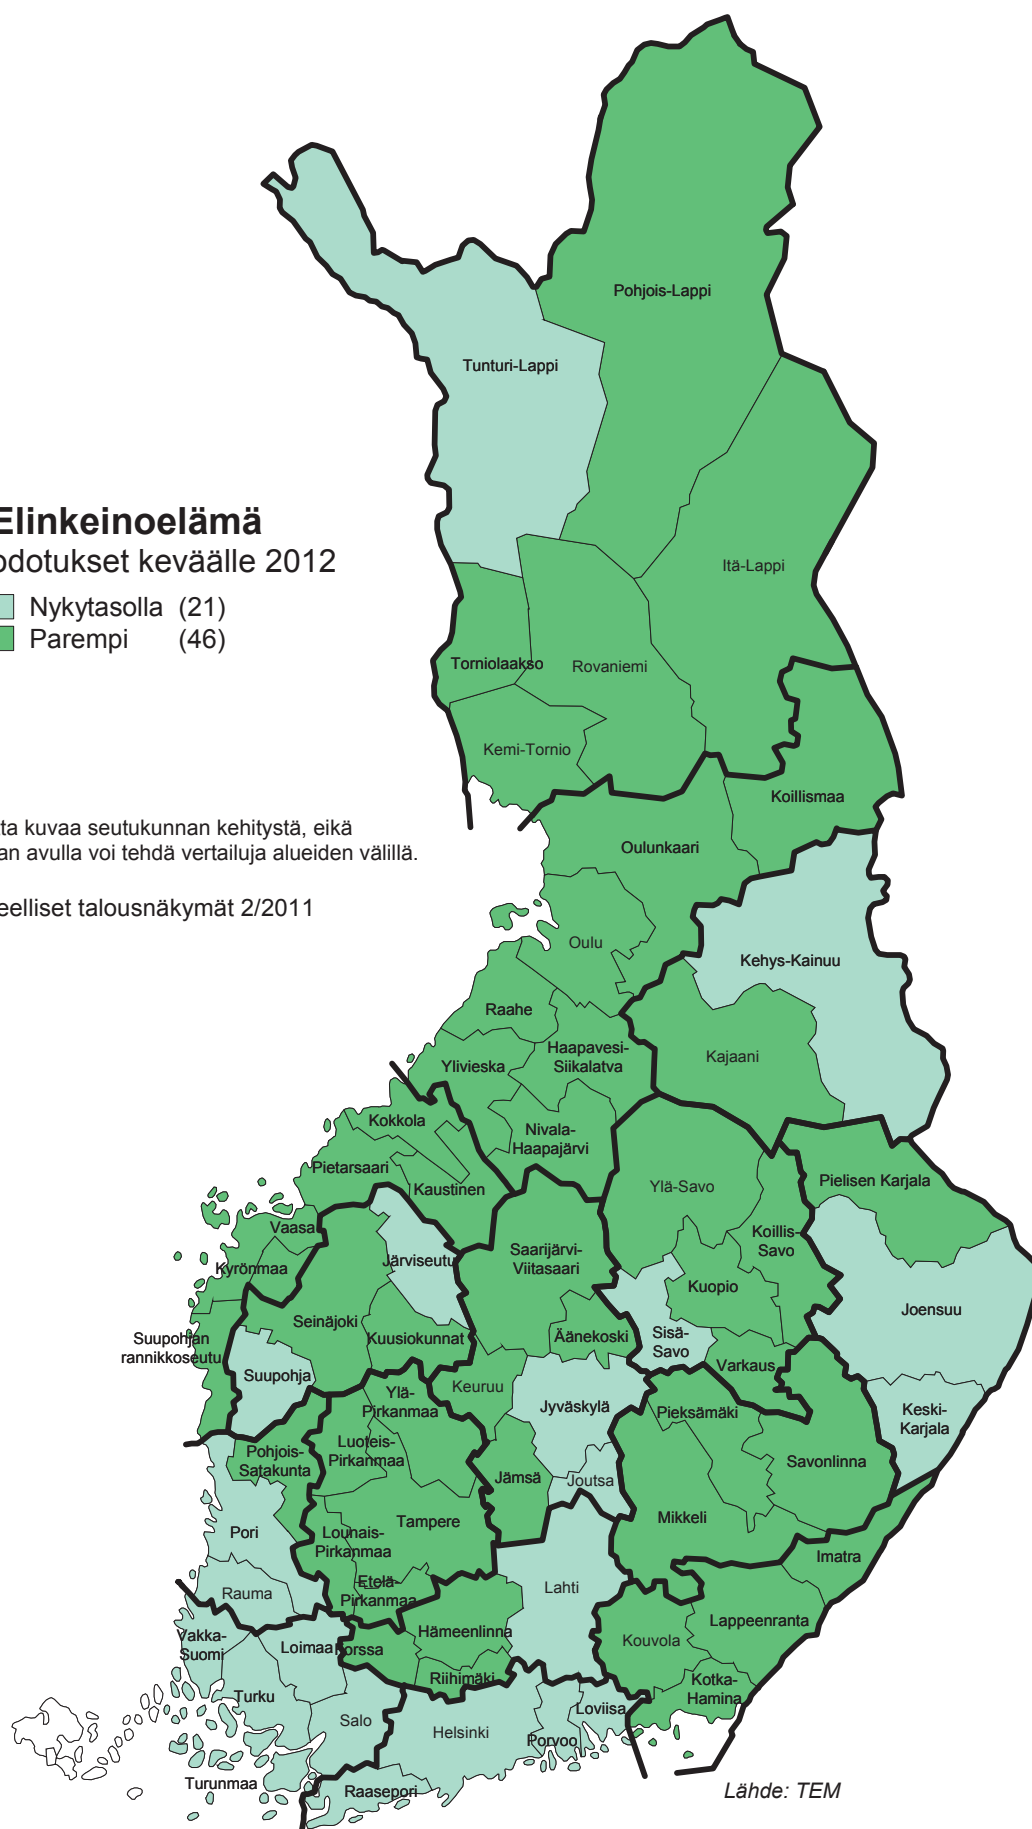 Pohjois-Lappi
Tunturi-Lappi
Elinkeinoelämä
odotukset keväälle 2012
Nykytasolla (21)
Parempi (46)
Itä-Lappi
Torniolaakso
Rovaniemi
Kemi-Tornio
Koillismaa
ta kuvaa seutukunnan kehitystä, eikä
an avulla voi tehdä vertailuja alueiden välillä.
eelliset talousnäkymät 2/2011
Oulunkaari
Oulu
Kehys-Kainuu
Raahe
Haapavesi-
Siikalatva
Ylivieska
Kajaani
Kokkola
Nivala-
Haapajärvi
Pietarsaari
Kaustinen
Ylä-Savo
Pielisen Karjala
Vaasa
Koillis-
Savo
Järviseutu
Saarijärvi-
Viitasaari
Kyrönmaa
Kuopio
Joensuu
Seinäjoki
Suupohjan
rannikkoseutu
Kuusiokunnat
Äänekoski
Sisä-
Savo
Varkaus
Suupohja
Keuruu
Ylä-
Pirkanmaa
Jyväskylä
Pieksämäki
Keski-
Karjala
Pohjois-
Satakunta
Luoteis-
Pirkanmaa
Jämsä
Joutsa
Savonlinna
Pori
Lounais-
Pirkanmaa
Tampere
Mikkeli
Imatra
Rauma
Etelä-
Pirkanmaa
Lahti
Lappeenranta
Vakka-
Suomi
Loimaa
Forssa
Hämeenlinna
Kouvola
Riihimäki
Kotka-
Hamina
Turku
Salo
Helsinki
Porvoo
Loviisa
Turunmaa
Raasepori
Lähde: TEM